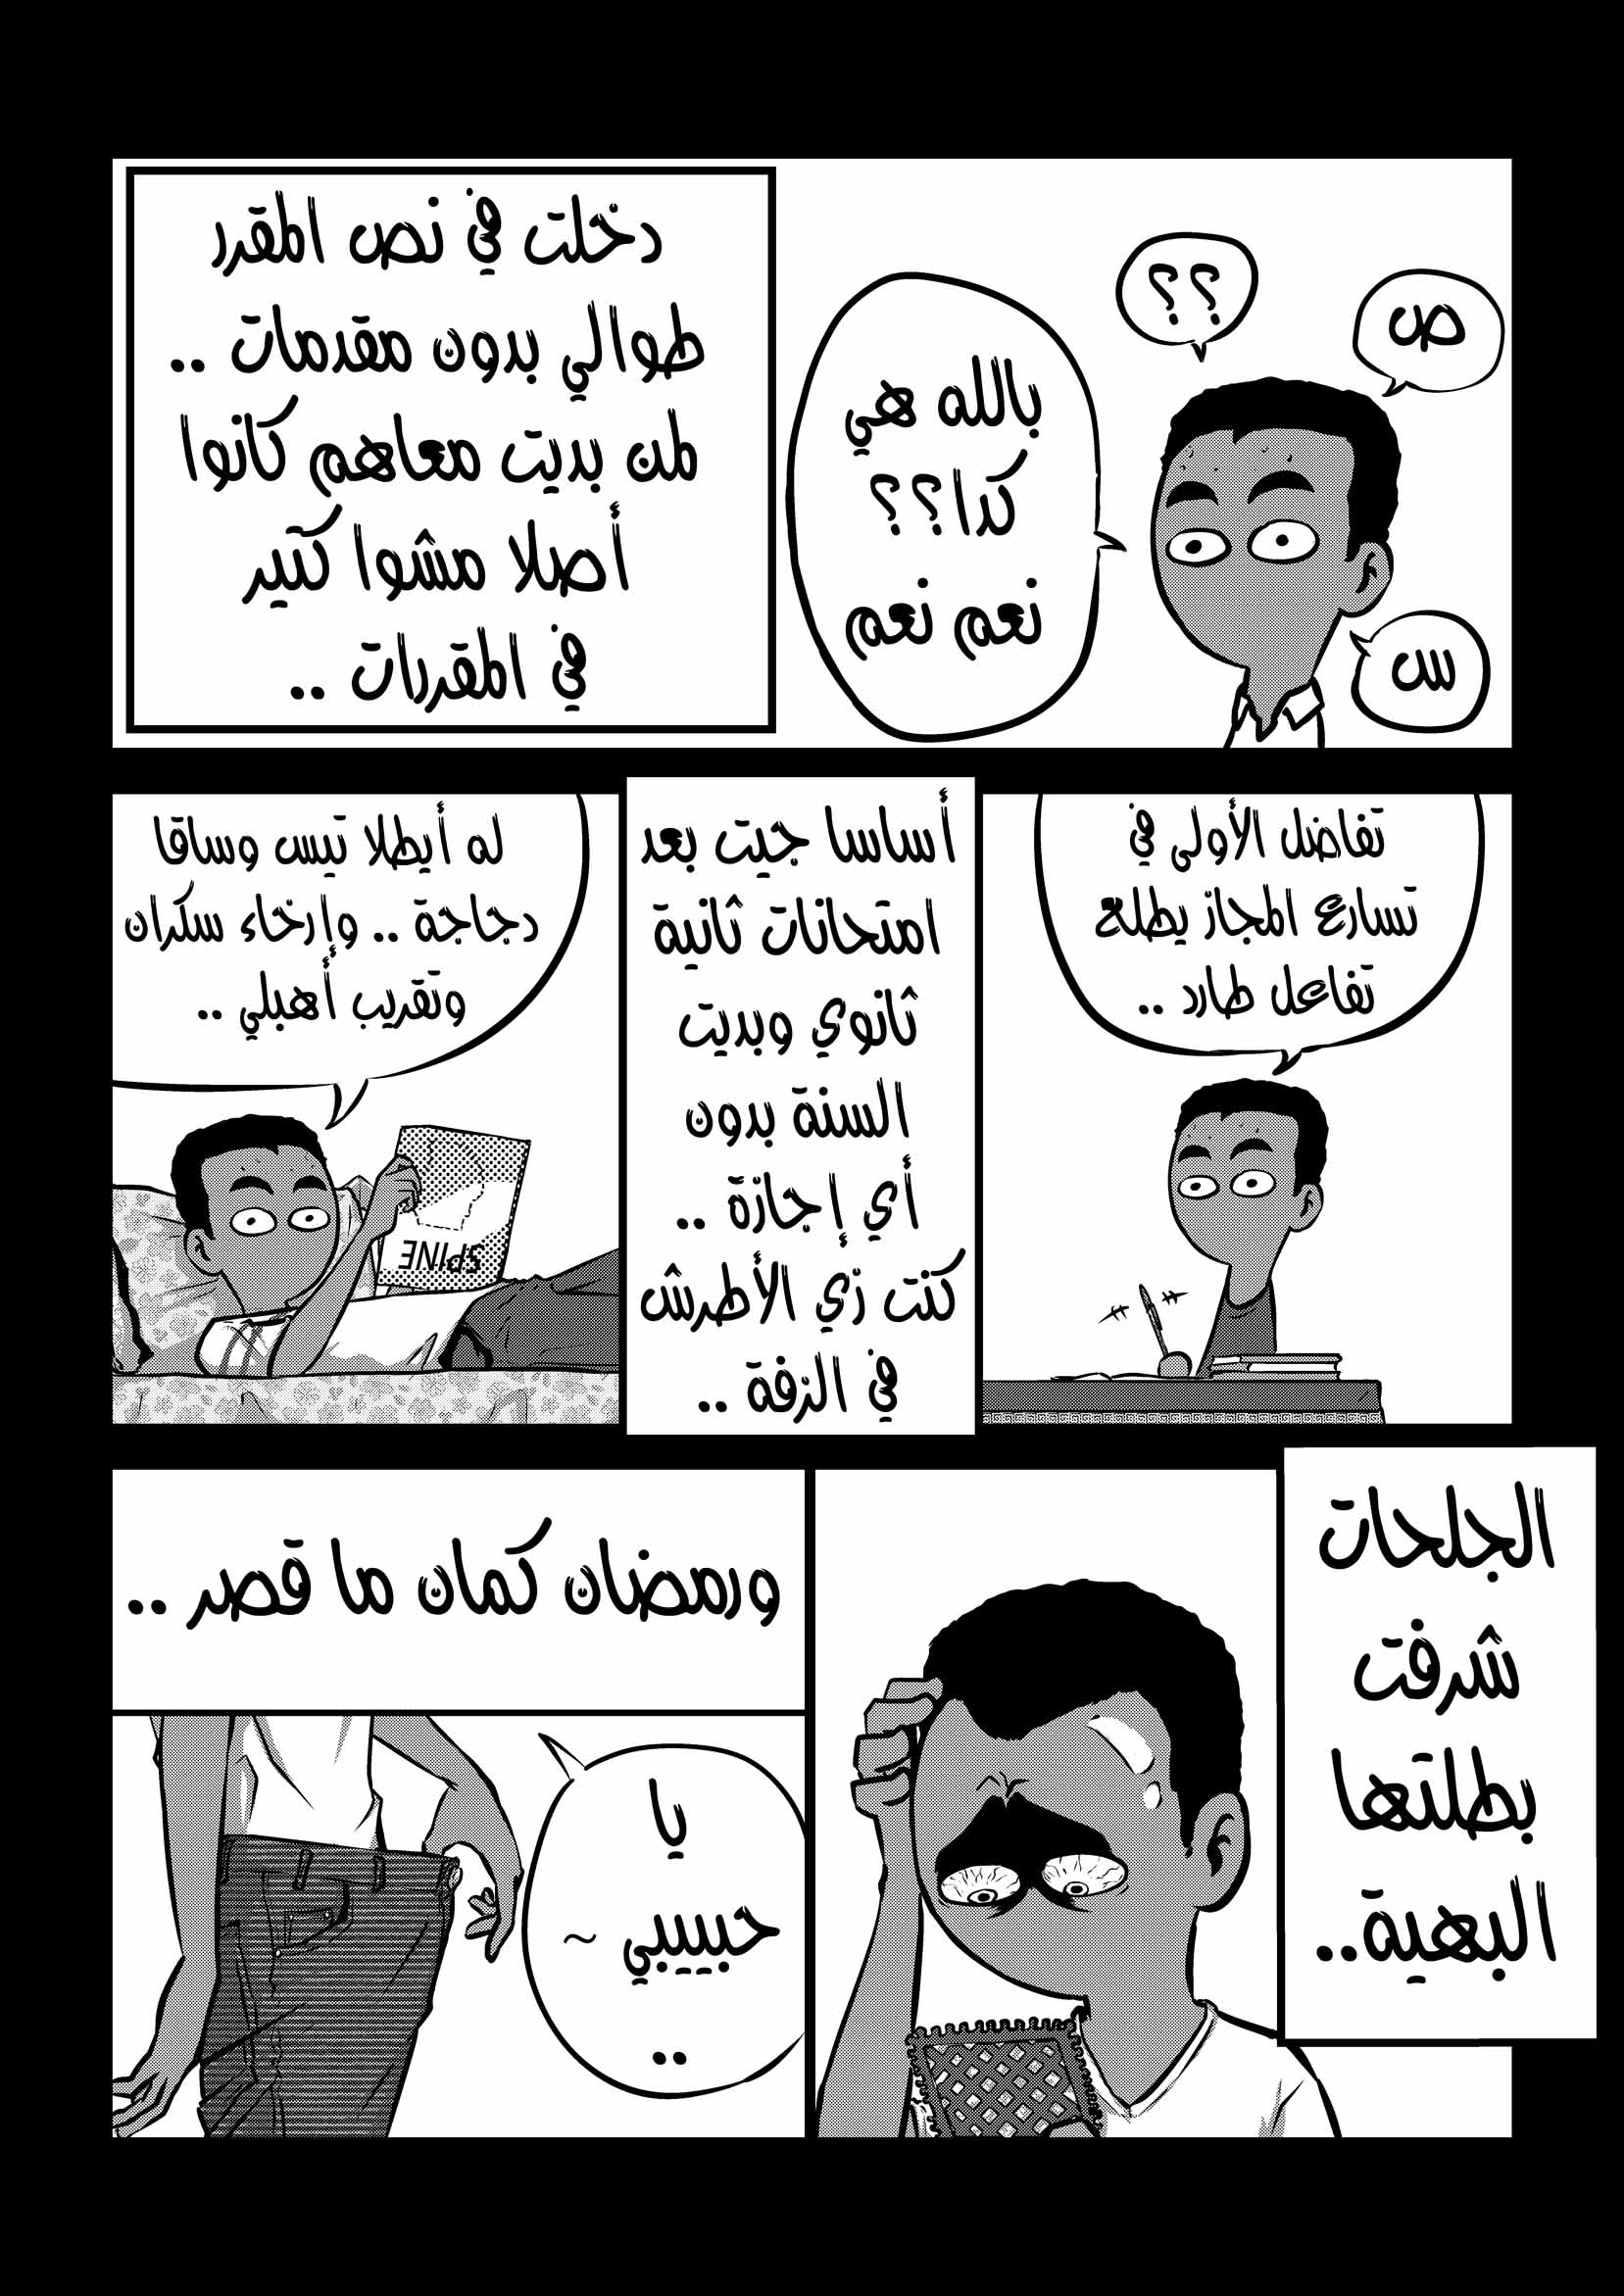 ص
؟؟
س
بالله هي
كدا؟؟
نعم نعم
دخلت في نص المقرر
طوالي بدون مقدمات ..
لمن بديت معاهم كانوا
أصلا مشوا كتير
في المقررات ..
تفاضل الأولى في
تسارع المجاز يطلع
تفاعل طارد ..
أساسا جيت بعد
امتحانات ثانية
ثانوي وبديت
السنة بدون
أي إجازة ..
كنت زي الأطرش
في الزفة ..
له أيطلا تيس وساقا
دجاجة .. وإرخاء سكران
وتقريب أهبلي ..
SPINE
الجلحات
شرفت
بطلتها
البهية..
ورمضان كمان ما قصر ..
يا
حبيييبي ~
..